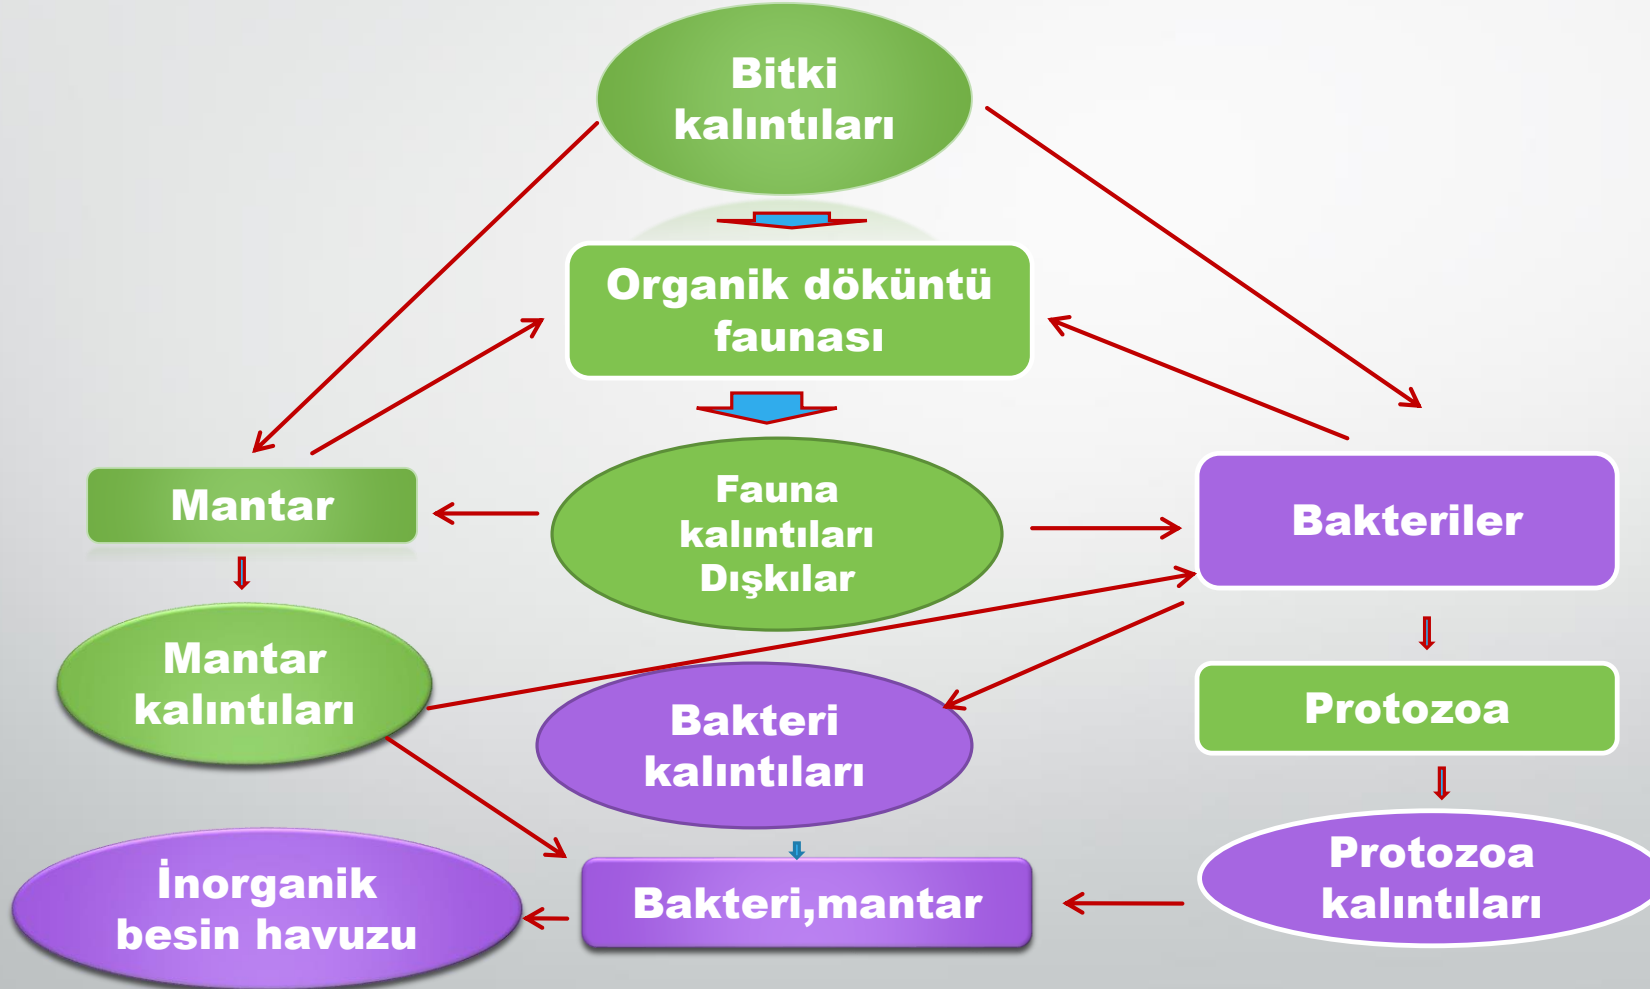 Bitki
kalıntıları
Organik döküntü
faunası
Mantar
Fauna
kalıntıları
Dışkılar
Bakteriler
Mantar
kalıntıları
Bakteri
kalıntıları
Protozoa
İnorganik
besin havuzu
Bakteri,mantar
Protozoa
kalıntıları